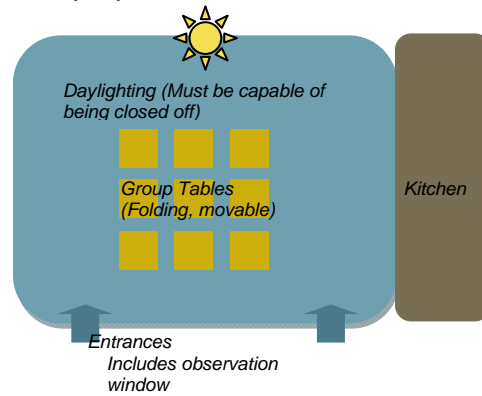 Daylighting (Must be capable of
being closed off)
Group Tables
(Folding, movable)
Kitchen
Entrances
Includes observation
window